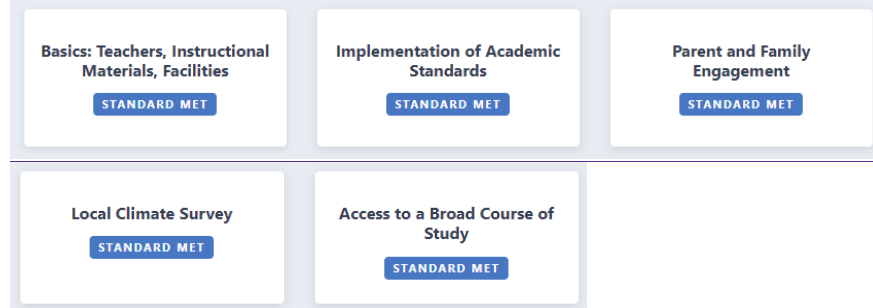 Basics: Teachers, Instructional
Materials, Facilities
STANDARD MET
Implementation of Academic
Standards
STANDARD MET
Parent and Family
Engagement
STANDARD MET
Local Climate Survey
STANDARD MET
Access to a Broad Course of
Study
STANDARD MET